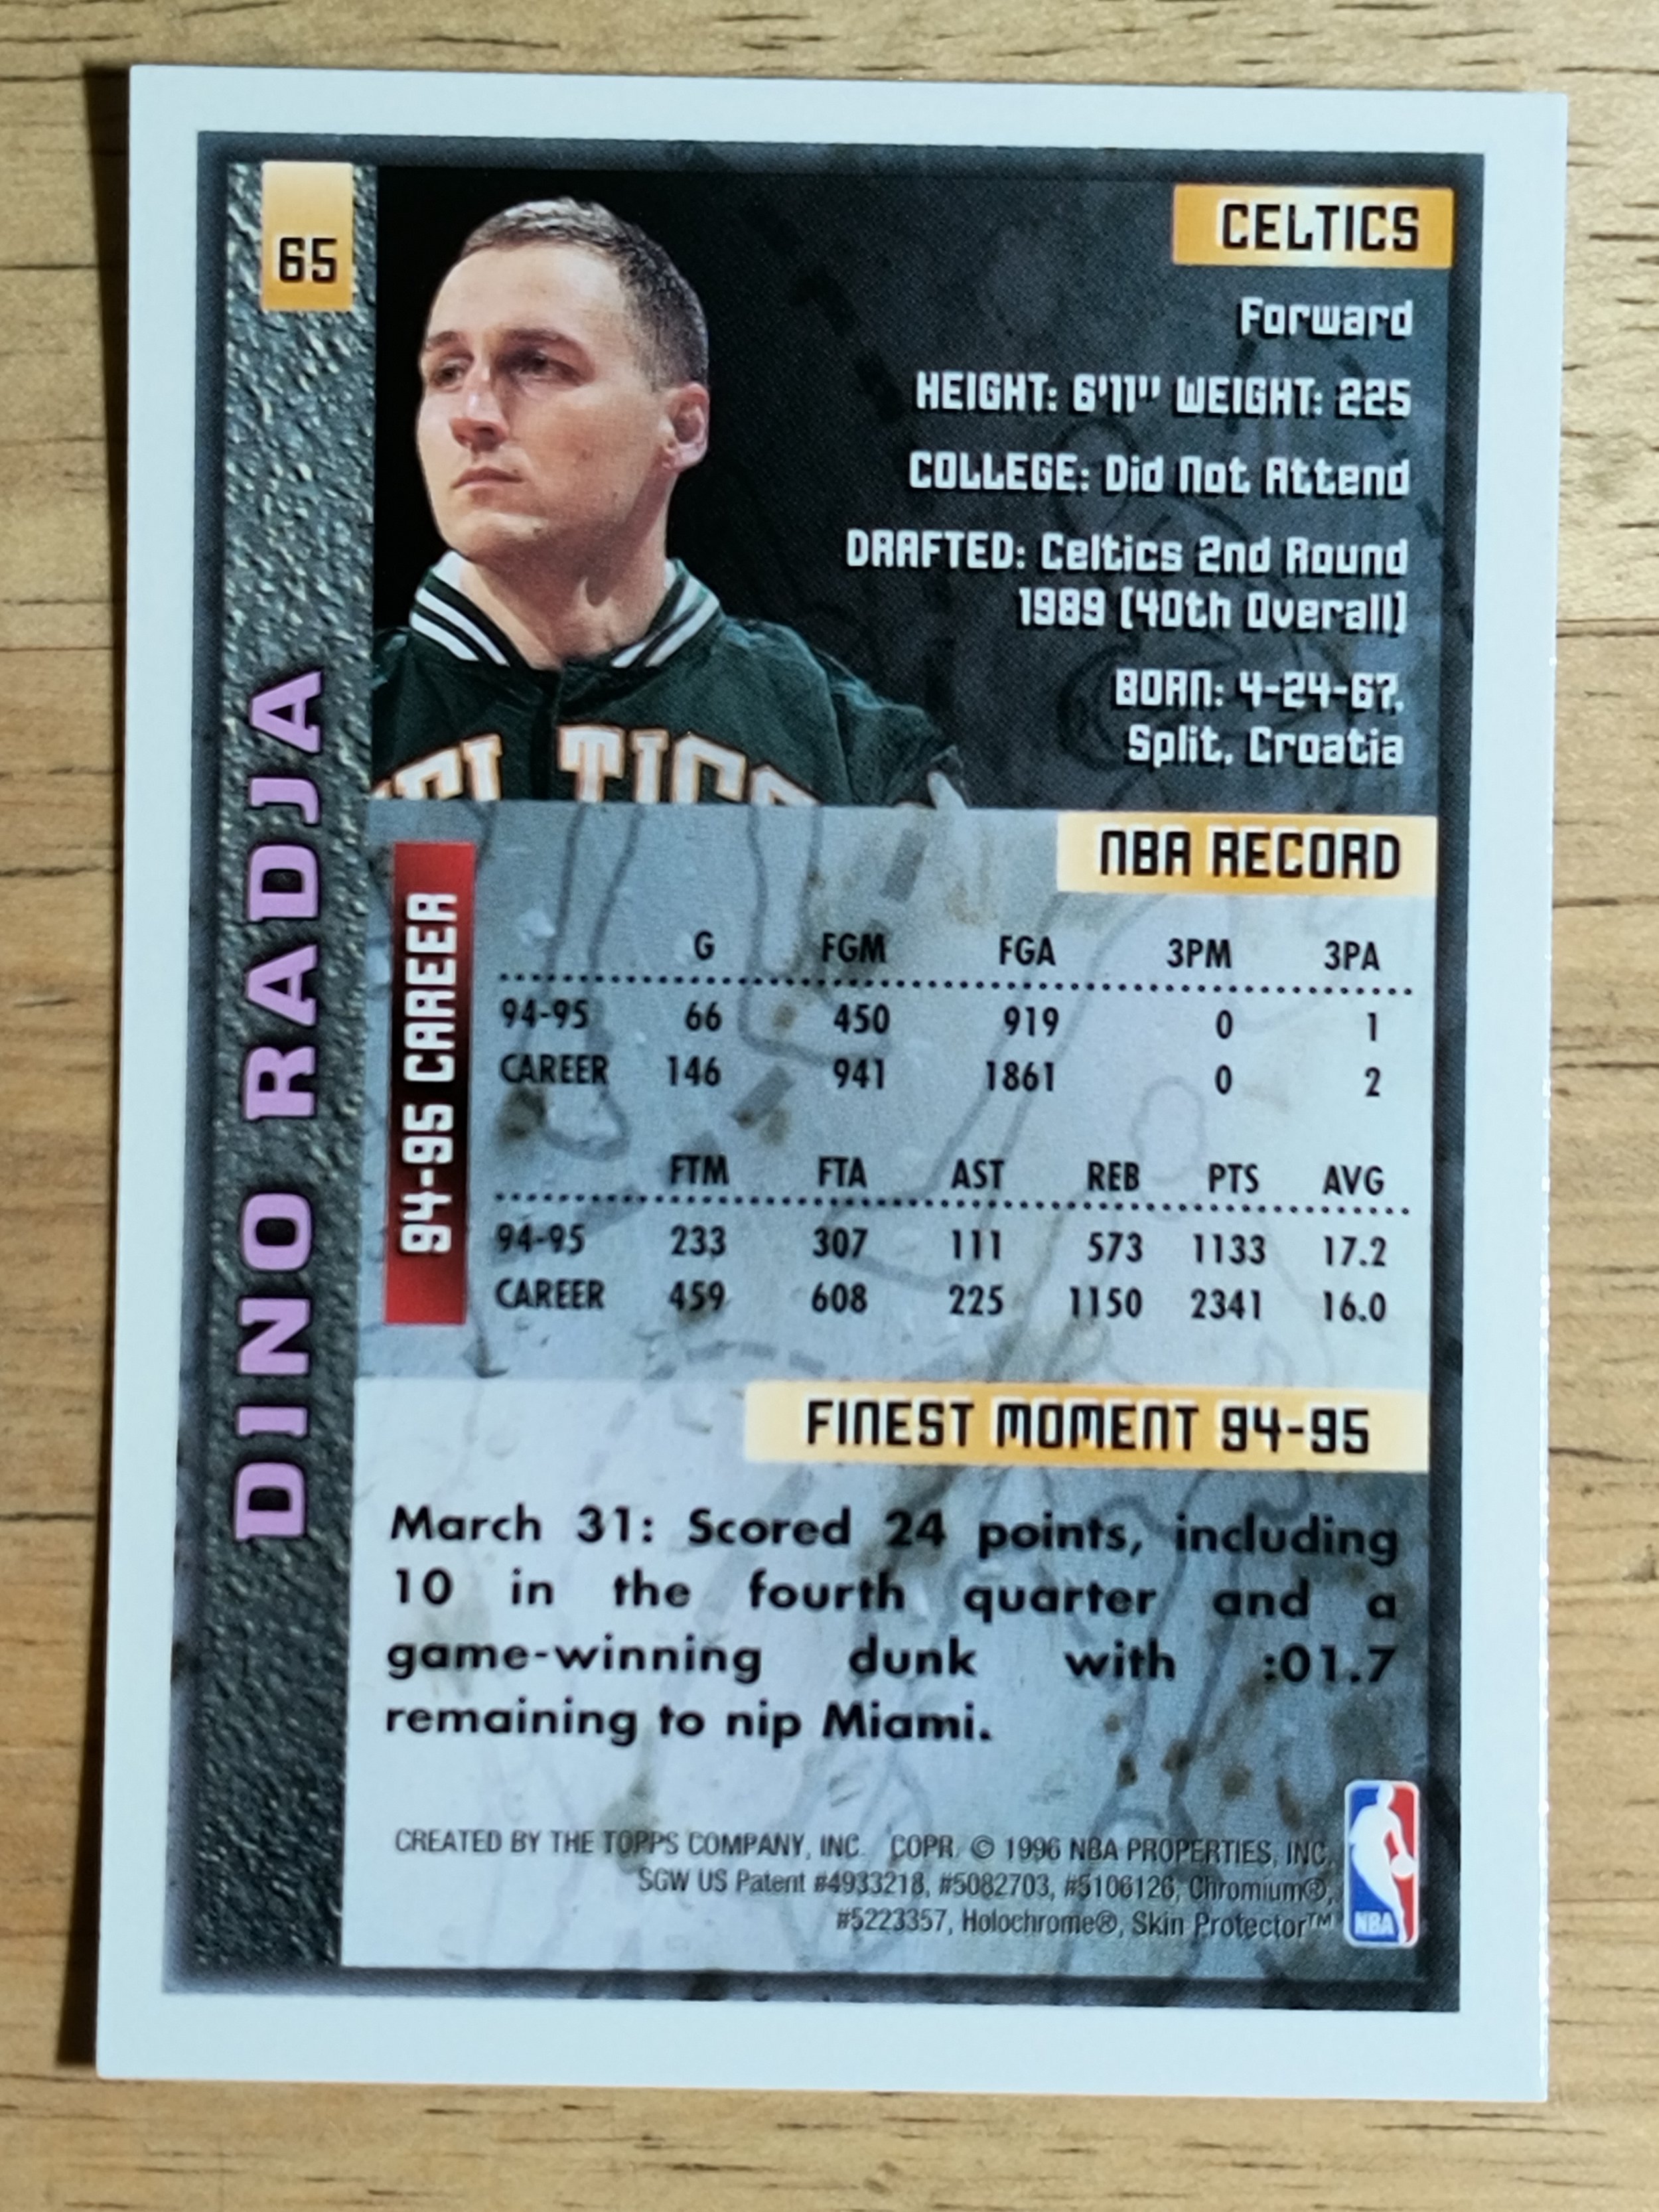 65
CELTICS
Forward
HEIGHT: 6'11" WEIGHT: 225
COLLEGE: Did Not Attend
DRAFTED: Celtics 2nd Round
1989 (40th Overall)
BORN: 4-24-67,
Split, Croatia
CELTICS
DINO RADJA
NBA RECORD
94-95 CAREER
G FGM FGA 3PM 3PA
94-95 66 450 919 0 1
CAREER 146 941 1861 0 2
FTM FTA AST REB PTS AVG
94-95 233 307 111 573 1133 17.2
CAREER 459 608 225 1150 2341 16.0
FINEST MOMENT 94-95
March 31: Scored 24 points, including
10 in the fourth quarter and a
game-winning dunk with :01.7
remaining to nip Miami.
CREATED BY THE TOPPS COMPANY, INC. COPR. © 1996 NBA PROPERTIES, INC.
SGW US Patent #4933218, #5082703, #5106126, Chromium®,
#5223357, Holochrome®, Skin Protector™
NBA